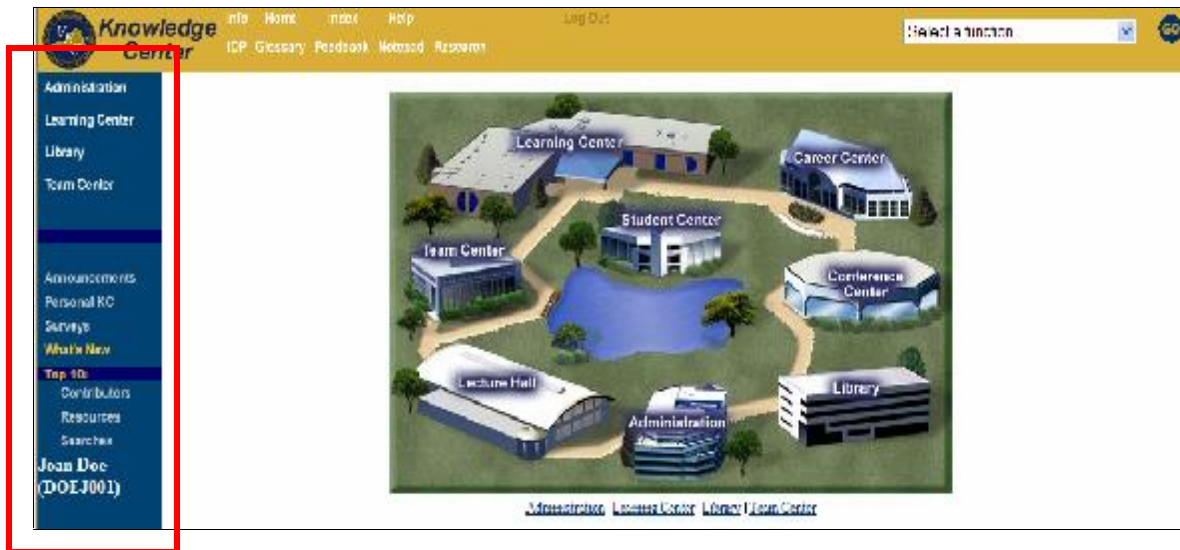 Knowledge
Center
Info Home Index Help Log Out
IDP Glossary Feedback Notepad Research
Select a function
GO
Administration
Learning Center
Library
Team Center
Announcements
Personal KC
Surveys
What's New
Top 10:
Contributors
Resources
Searches
Joan Doe
(DOEJ001)
Learning Center
Career Center
Student Center
Team Center
Conference
Center
Lecture Hall
Library
Administration
Administration Learning Center Library | Team Center